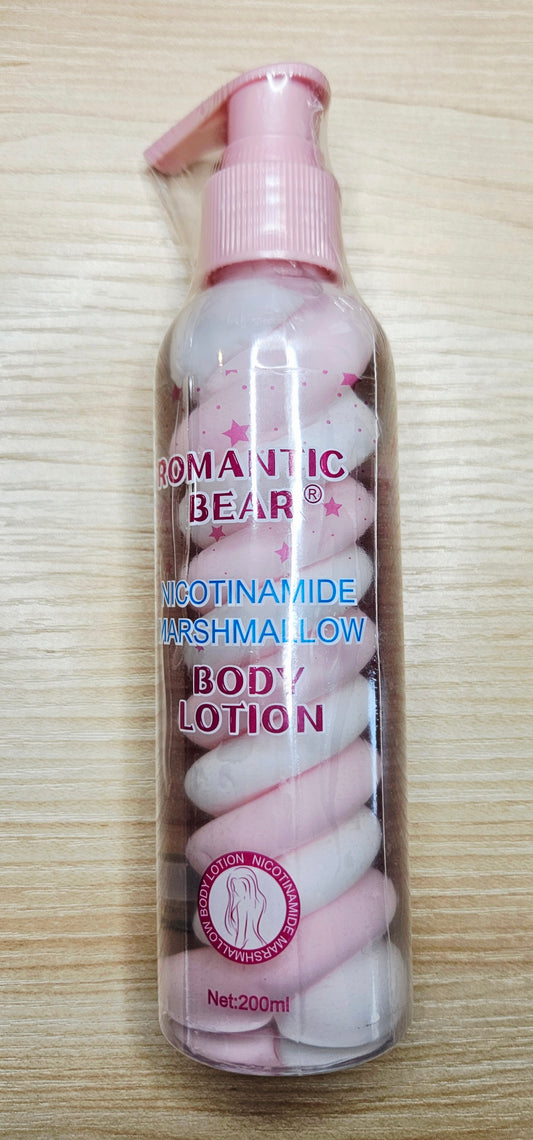 ROMANTIC
BEAR®
NICOTINAMIDE
MARSHMALLOW
BODY
LOTION
BODY LOTION NICOTINAMIDE MARSHMALLOW
Net:200ml